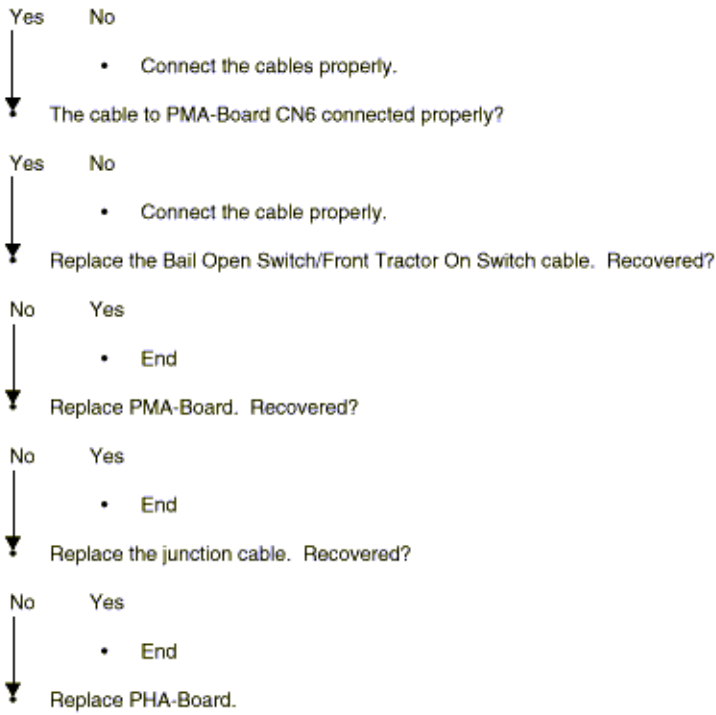 Yes No
• Connect the cables properly.
• The cable to PMA-Board CN6 connected properly?
Yes No
• Connect the cable properly.
• Replace the Bail Open Switch/Front Tractor On Switch cable. Recovered?
No Yes
• End
• Replace PMA-Board. Recovered?
No Yes
• End
• Replace the junction cable. Recovered?
No Yes
• End
• Replace PHA-Board.